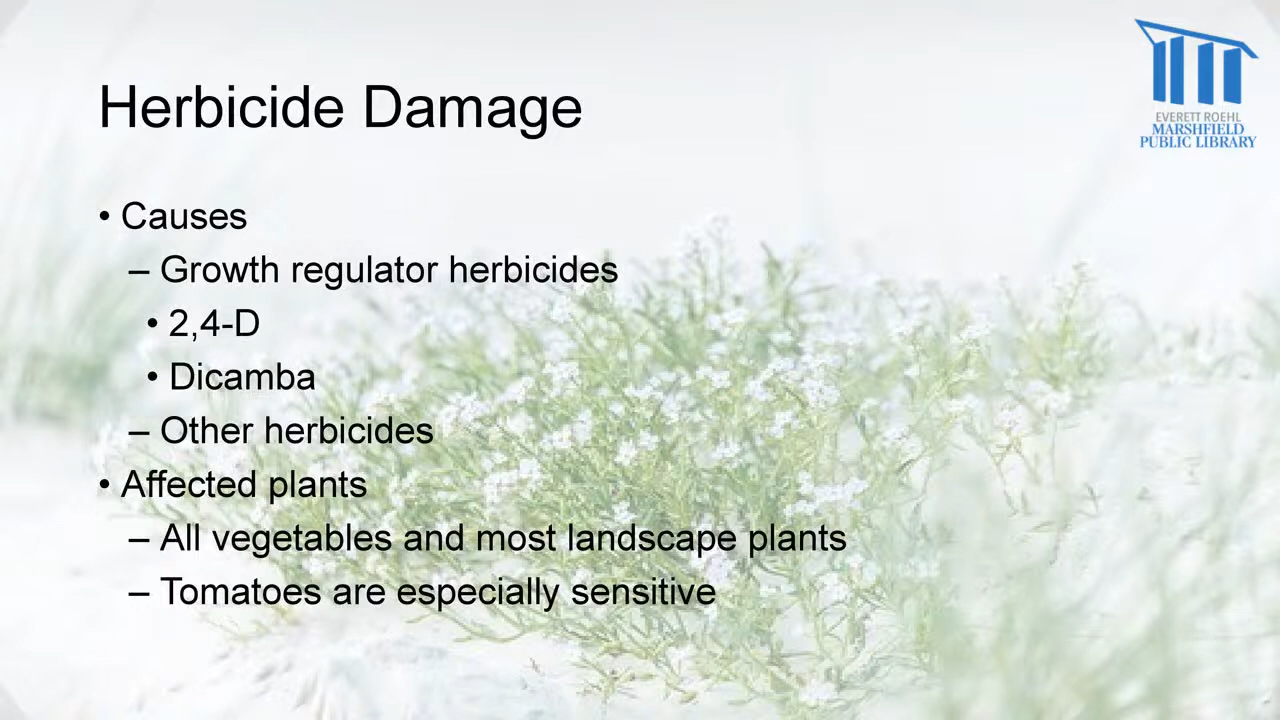 Herbicide Damage
EVERETT ROEHL
MARSHFIELD
PUBLIC LIBRARY
• Causes
– Growth regulator herbicides
• 2,4-D
• Dicamba
– Other herbicides
• Affected plants
– All vegetables and most landscape plants
– Tomatoes are especially sensitive